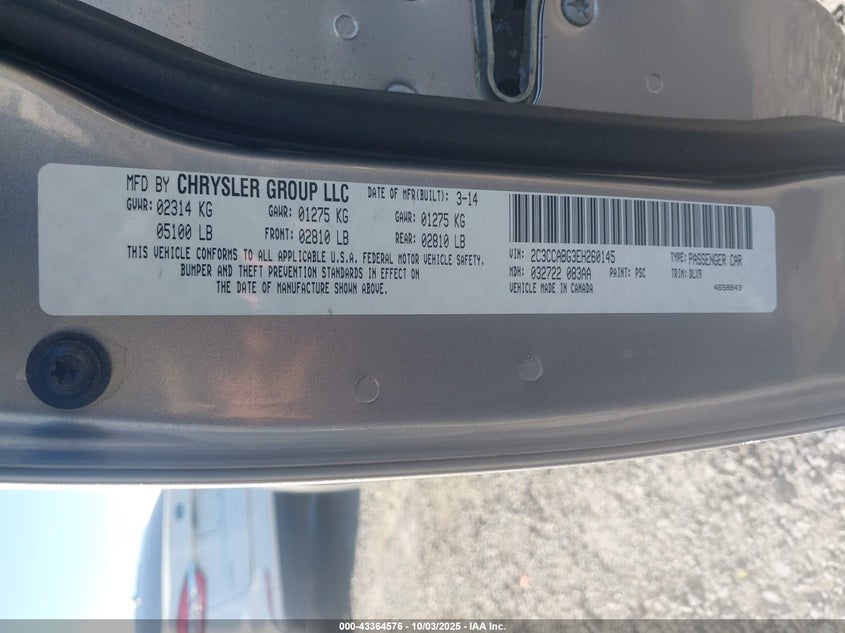 MFD BY CHRYSLER GROUP LLC DATE OF MFR(BUILT): 3-14
GVWR: 02314 KG GAWR: 01275 KG GAWR: 01275 KG
05100 LB FRONT: 02810 LB REAR: 02810 LB
THIS VEHICLE CONFORMS TO ALL APPLICABLE U.S.A. FEDERAL MOTOR VEHICLE SAFETY,
BUMPER AND THEFT PREVENTION STANDARDS IN EFFECT ON
THE DATE OF MANUFACTURE SHOWN ABOVE.
VIN: 2C3CCABG3EH260145 TYPE: PASSENGER CAR
MDH: 032722 083AA PAINT: PSC TRIM: DLX9
VEHICLE MADE IN CANADA 4658843
000-43364576 - 10/03/2025 - IAA Inc.